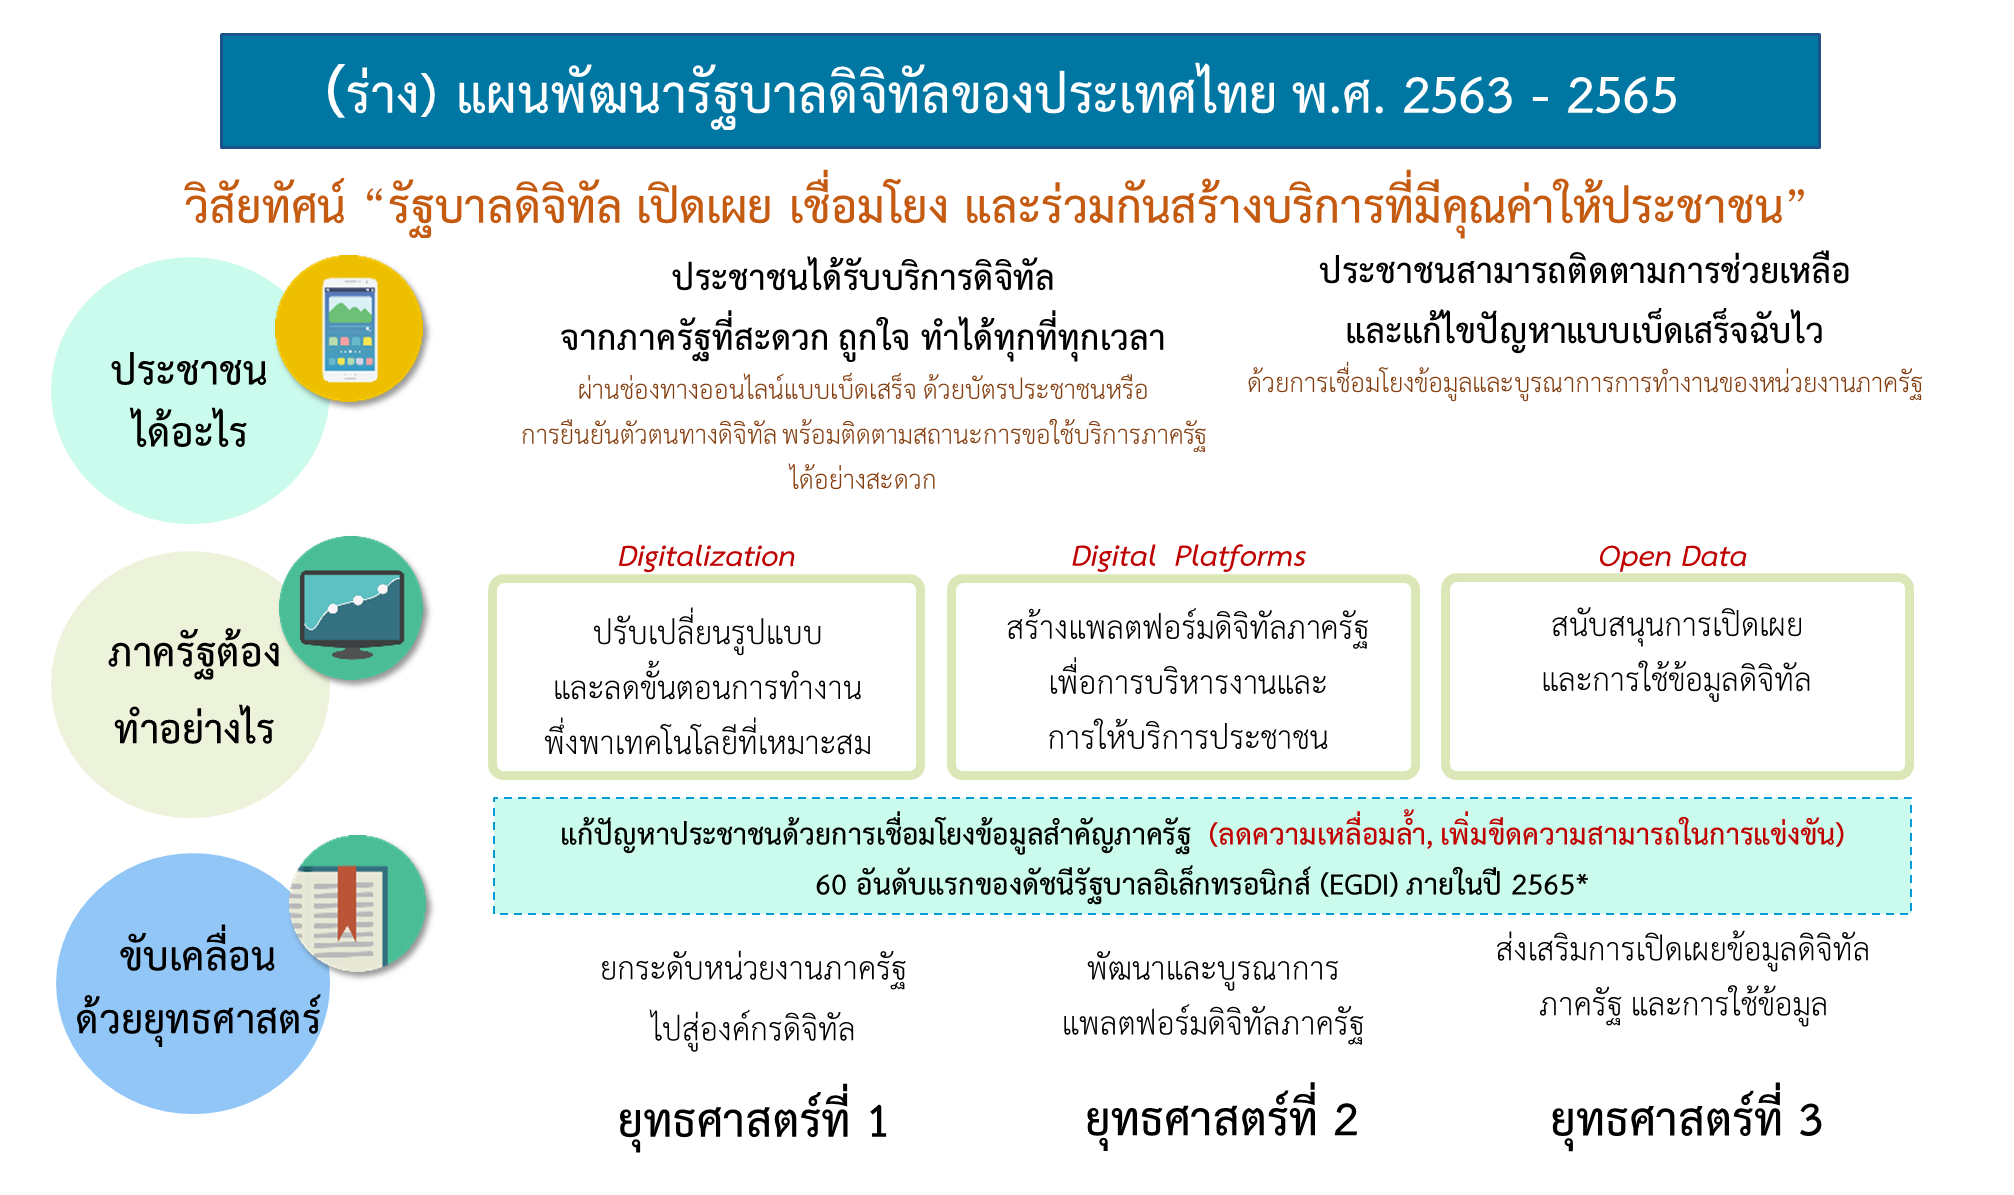 (ร่าง) แผนพัฒนารัฐบาลดิจิทัลของประเทศไทย พ.ศ. 2563 - 2565
วิสัยทัศน์ “รัฐบาลดิจิทัล เปิดเผย เชื่อมโยง และร่วมกันสร้างบริการที่มีคุณค่าให้ประชาชน”
ประชาชน
ได้อะไร
ประชาชนได้รับบริการดิจิทัล
จากภาครัฐที่สะดวก ถูกใจ ทำได้ทุกที่ทุกเวลา
ผ่านช่องทางออนไลน์แบบเบ็ดเสร็จ ด้วยบัตรประชาชนหรือ
การยืนยันตัวตนทางดิจิทัล พร้อมติดตามสถานะการขอใช้บริการภาครัฐ
ได้อย่างสะดวก
ประชาชนสามารถติดตามการช่วยเหลือ
และแก้ไขปัญหาแบบเบ็ดเสร็จฉับไว
ด้วยการเชื่อมโยงข้อมูลและบูรณาการการทำงานของหน่วยงานภาครัฐ
ภาครัฐต้อง
ทำอย่างไร
Digitalization
ปรับเปลี่ยนรูปแบบ
และลดขั้นตอนการทำงาน
พึ่งพาเทคโนโลยีที่เหมาะสม
Digital Platforms
สร้างแพลตฟอร์มดิจิทัลภาครัฐ
เพื่อการบริหารงานและ
การให้บริการประชาชน
Open Data
สนับสนุนการเปิดเผย
และการใช้ข้อมูลดิจิทัล
แก้ปัญหาประชาชนด้วยการเชื่อมโยงข้อมูลสำคัญภาครัฐ (ลดความเหลื่อมล้ำ, เพิ่มขีดความสามารถในการแข่งขัน)
60 อันดับแรกของดัชนีรัฐบาลอิเล็กทรอนิกส์ (EGDI) ภายในปี 2565*
ขับเคลื่อน
ด้วยยุทธศาสตร์
ยกระดับหน่วยงานภาครัฐ
ไปสู่องค์กรดิจิทัล
ยุทธศาสตร์ที่ 1
พัฒนาและบูรณาการ
แพลตฟอร์มดิจิทัลภาครัฐ
ยุทธศาสตร์ที่ 2
ส่งเสริมการเปิดเผยข้อมูลดิจิทัล
ภาครัฐ และการใช้ข้อมูล
ยุทธศาสตร์ที่ 3